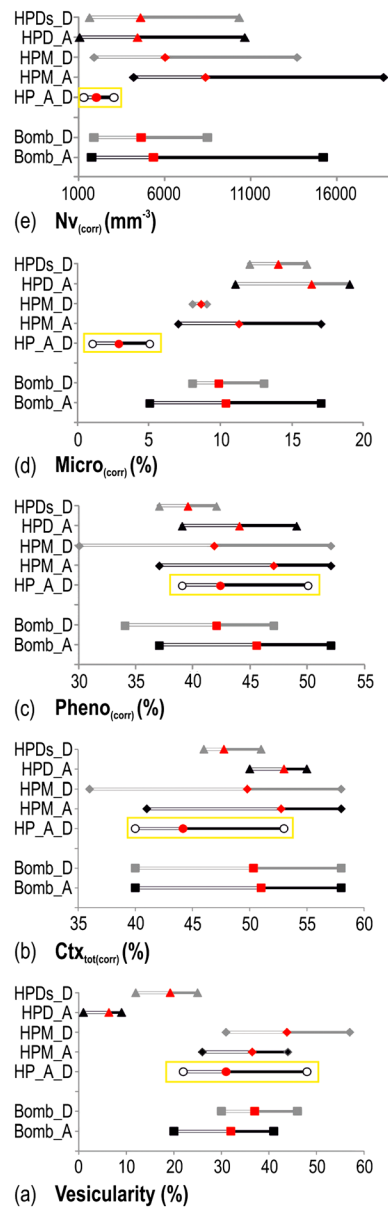 HPDs_D
HPD_A
HPM_D
HPM_A
HP_A_D
Bomb_D
Bomb_A
1000 6000 11000 16000
(e) Nv(corr) (mm-3)
HPDs_D
HPD_A
HPM_D
HPM_A
HP_A_D
Bomb_D
Bomb_A
0 5 10 15 20
(d) Micro(corr) (%)
HPDs_D
HPD_A
HPM_D
HPM_A
HP_A_D
Bomb_D
Bomb_A
30 35 40 45 50 55
(c) Pheno(corr) (%)
HPDs_D
HPD_A
HPM_D
HPM_A
HP_A_D
Bomb_D
Bomb_A
35 40 45 50 55 60
(b) Ctxtot(corr) (%)
HPDs_D
HPD_A
HPM_D
HPM_A
HP_A_D
Bomb_D
Bomb_A
0 10 20 30 40 50 60
(a) Vesicularity (%)